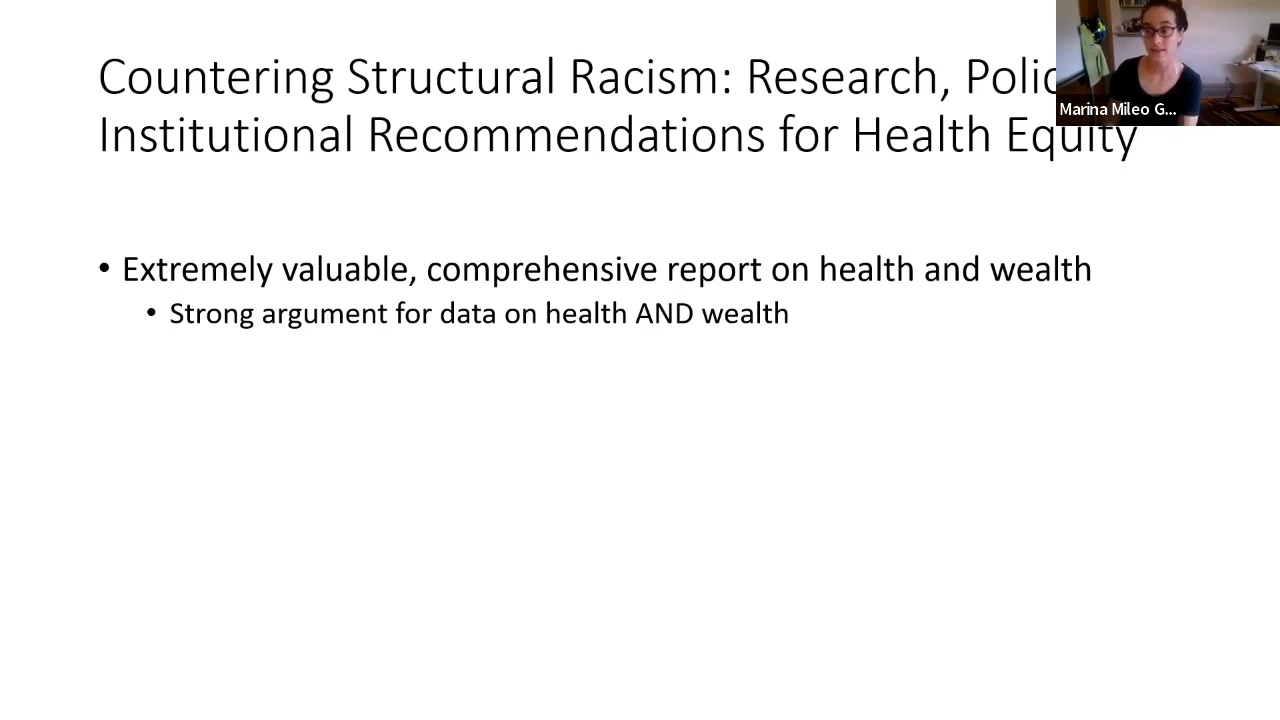 Countering Structural Racism: Research, Polic
Institutional Recommendations for Health Equity
Marina Mileo G...
• Extremely valuable, comprehensive report on health and wealth
• Strong argument for data on health AND wealth